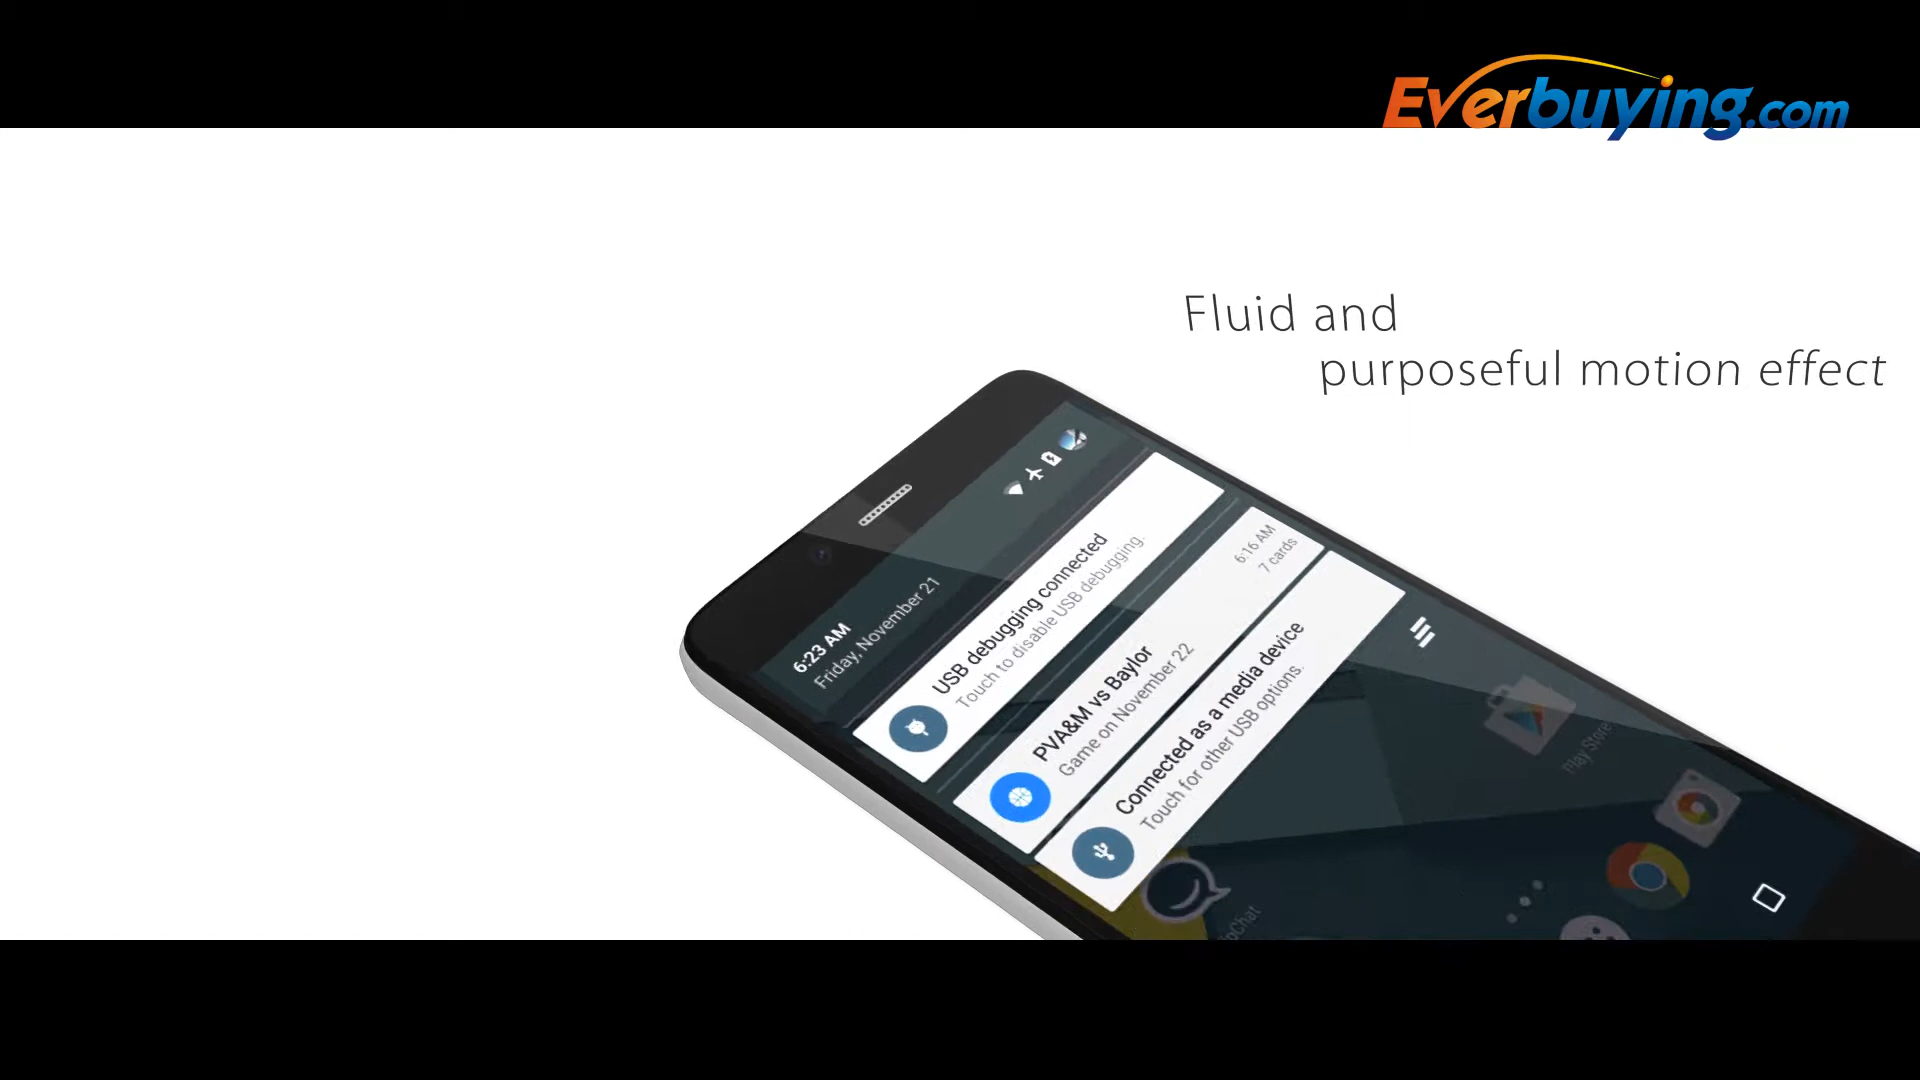 Everbuying.com
Fluid and
purposeful motion effect
6:23 AM
Friday, November 21
USB debugging connected
Touch to disable USB debugging.
PVA&M vs Baylor
6:16 AM
Game on November 22
7 cards
Connected as a media device
Touch for other USB options.
Play Store